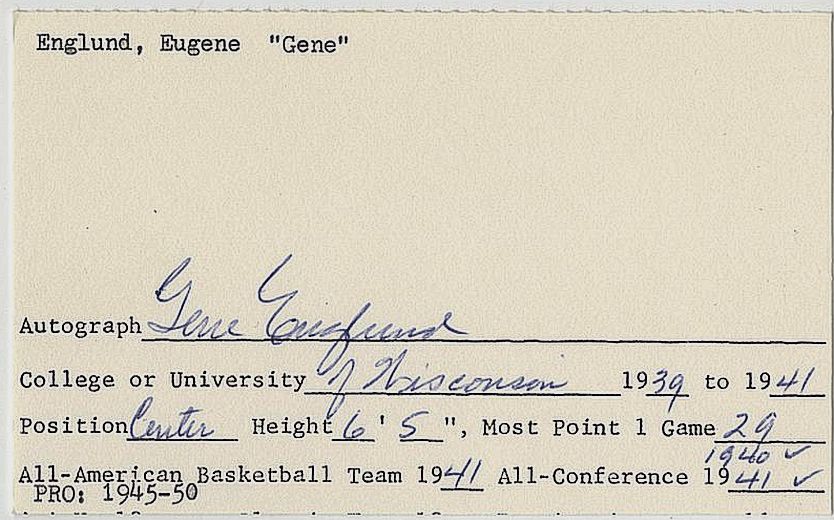 Englund, Eugene "Gene"
Autograph Gene Englund
College or University of Wisconsin 1939 to 1941
Position Center Height 6' 5", Most Point 1 Game 29
1940 ✓
All-American Basketball Team 1941 All-Conference 1941 ✓
PRO: 1945-50